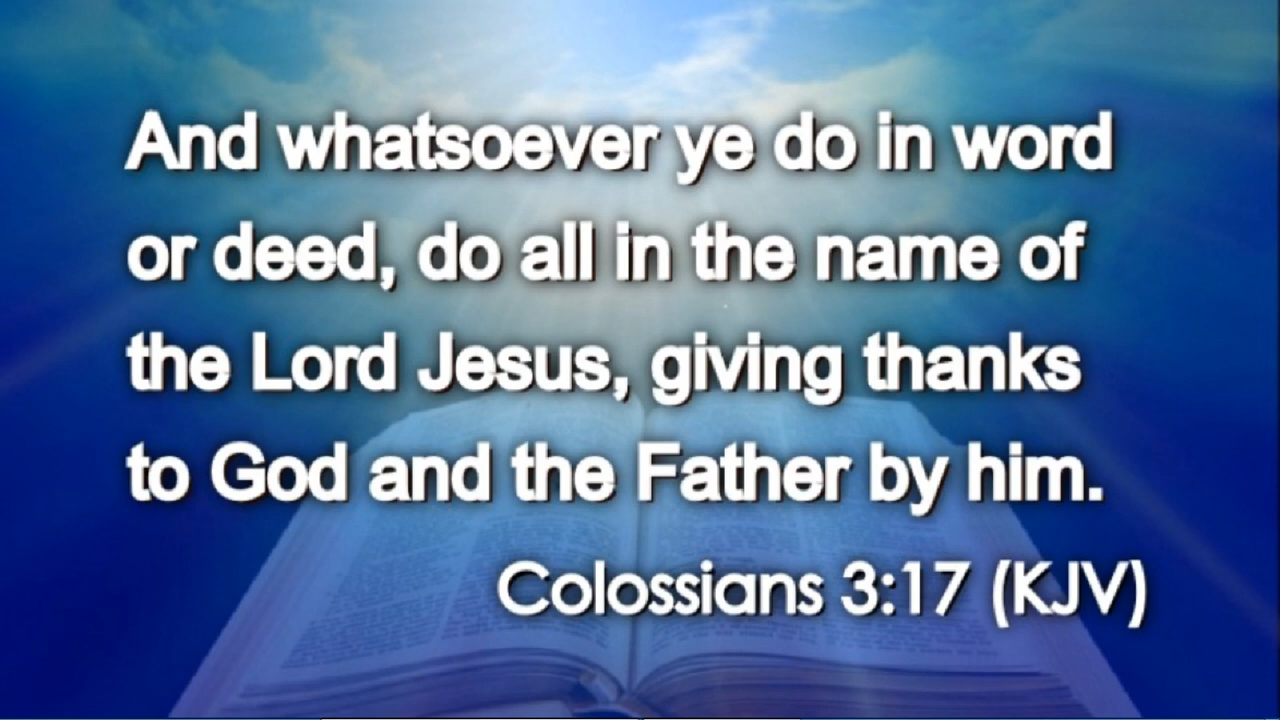 And whatsoever ye do in word
or deed, do all in the name of
the Lord Jesus, giving thanks
to God and the Father by him.
Colossians 3:17 (KJV)